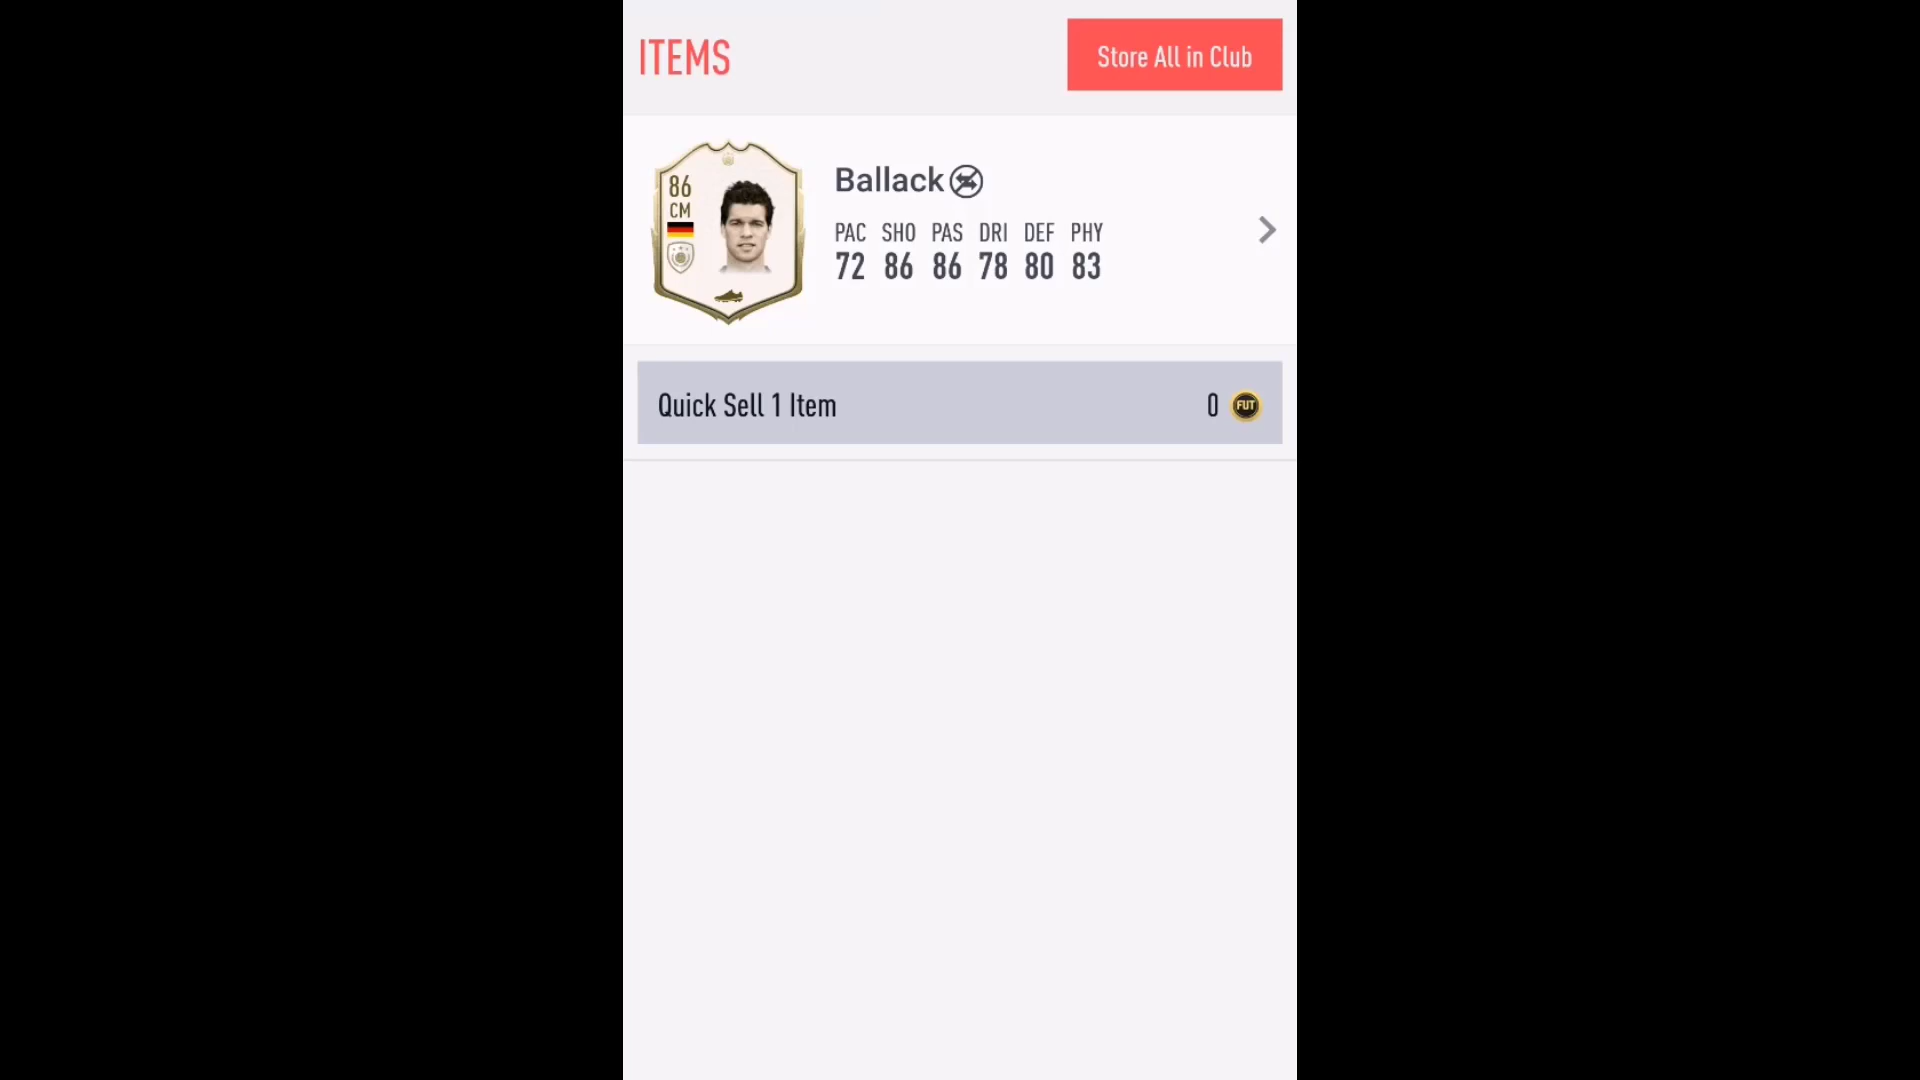 ITEMS
Store All in Club
86
CM
Ballack
PAC SHO PAS DRI DEF PHY
72 86 86 78 80 83
Quick Sell 1 Item
0
FUT